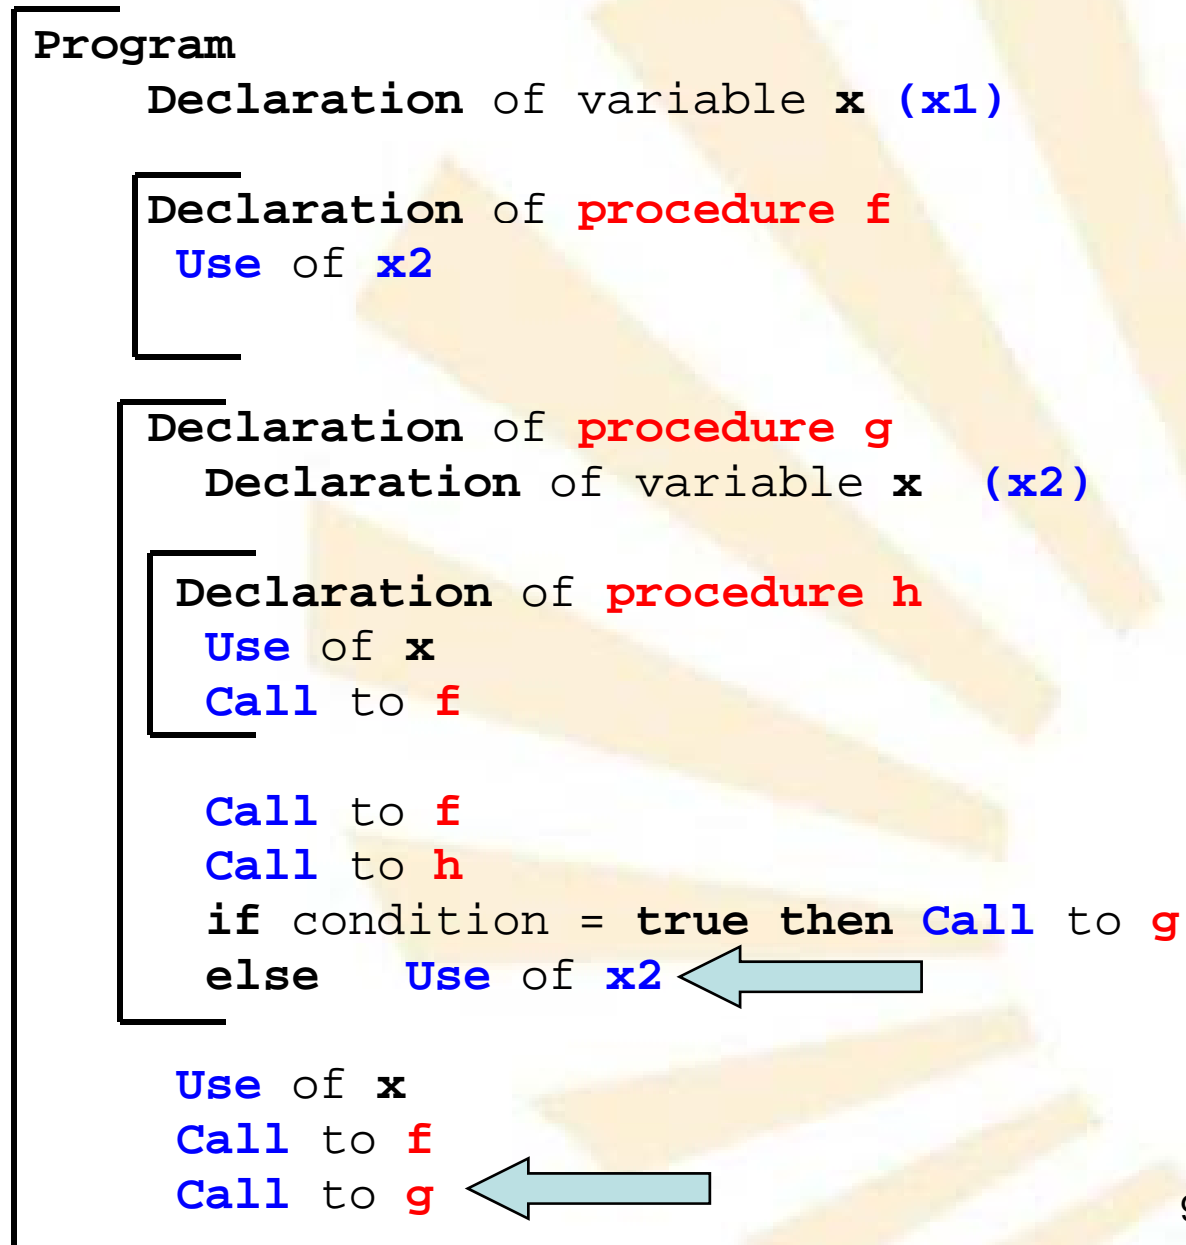 Program
Declaration of variable x (x1)
Declaration of procedure f
Use of x2
Declaration of procedure g
Declaration of variable x (x2)
Declaration of procedure h
Use of x
Call to f
Call to f
Call to h
if condition = true then Call to g
else Use of x2
Use of x
Call to f
Call to g